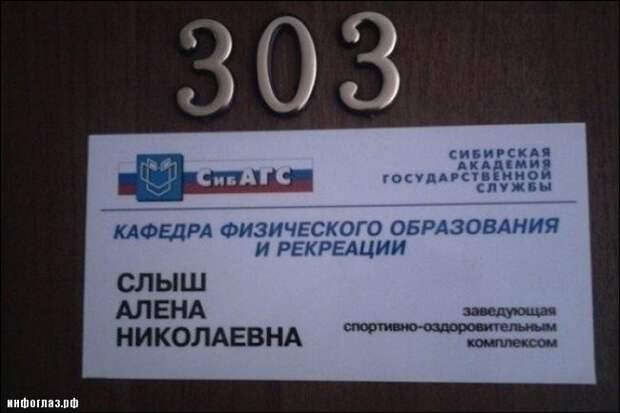 303
СибАГС
СИБИРСКАЯ
АКАДЕМИЯ
ГОСУДАРСТВЕННОЙ
СЛУЖБЫ
КАФЕДРА ФИЗИЧЕСКОГО ОБРАЗОВАНИЯ
И РЕКРЕАЦИИ
СЛЫШ
АЛЕНА
НИКОЛАЕВНА
заведующая
спортивно-оздоровительным
комплексом
инфоглаз.рф